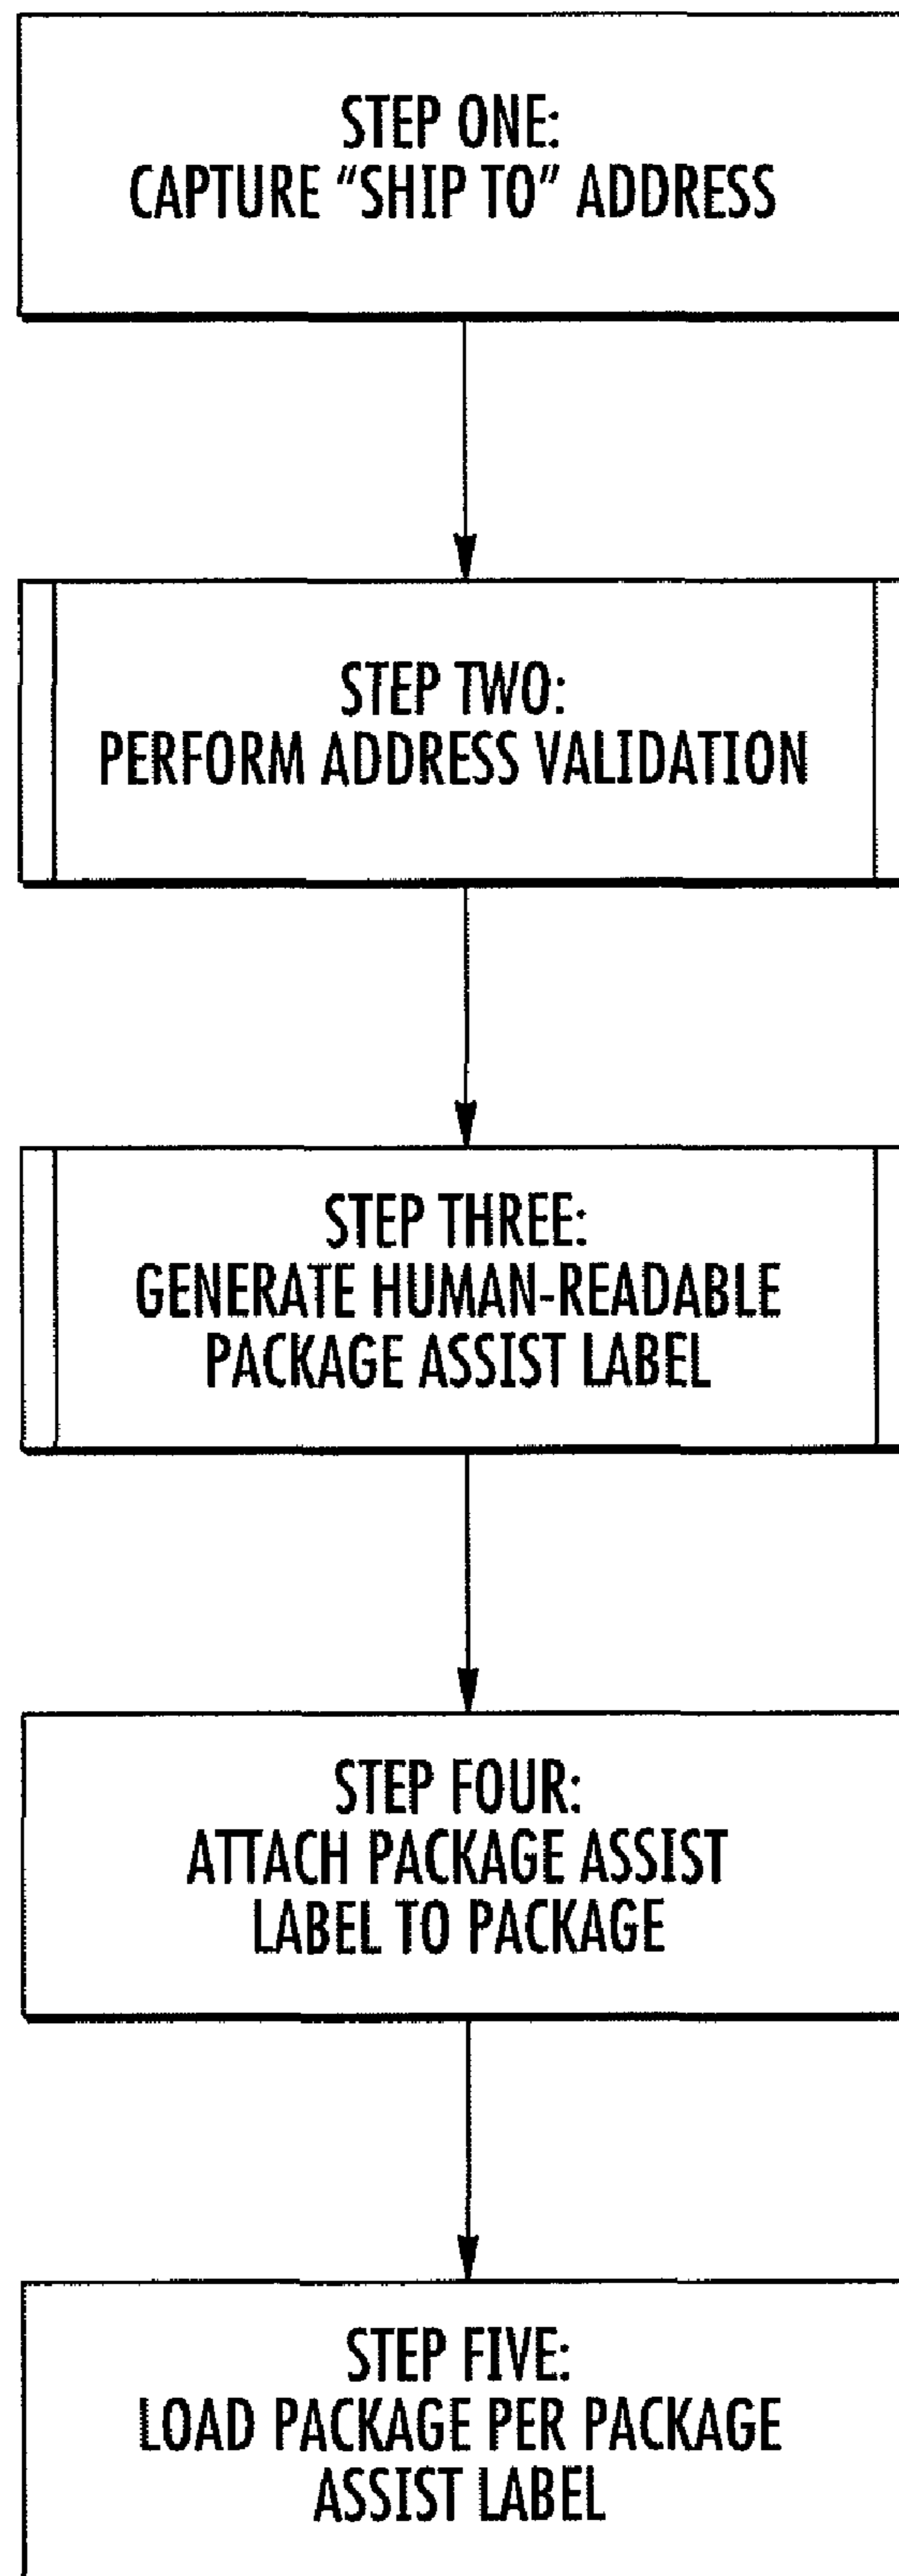 STEP ONE:
CAPTURE "SHIP TO" ADDRESS
STEP TWO:
PERFORM ADDRESS VALIDATION
STEP THREE:
GENERATE HUMAN-READABLE
PACKAGE ASSIST LABEL
STEP FOUR:
ATTACH PACKAGE ASSIST
LABEL TO PACKAGE
STEP FIVE:
LOAD PACKAGE PER PACKAGE
ASSIST LABEL